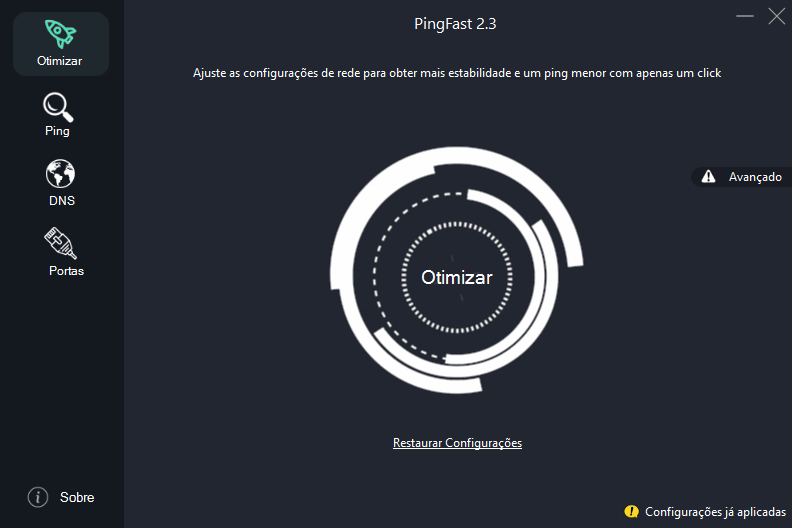 PingFast 2.3
Otimizar
Ajuste as configurações de rede para obter mais estabilidade e um ping menor com apenas um click
Ping
Avançado
DNS
Portas
Otimizar
Restaurar Configurações
Sobre
Configurações já aplicadas